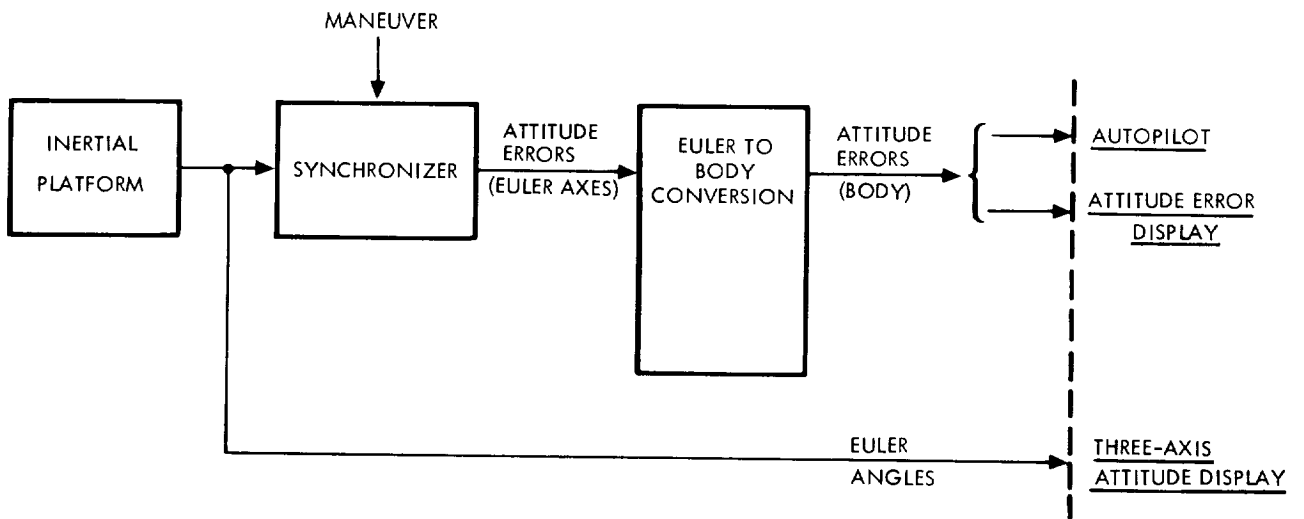 MANEUVER
INERTIAL
PLATFORM
SYNCHRONIZER
ATTITUDE
ERRORS
(EULER AXES)
EULER TO
BODY
CONVERSION
ATTITUDE
ERRORS
(BODY)
AUTOPILOT
ATTITUDE ERROR
DISPLAY
EULER
ANGLES
THREE-AXIS
ATTITUDE DISPLAY